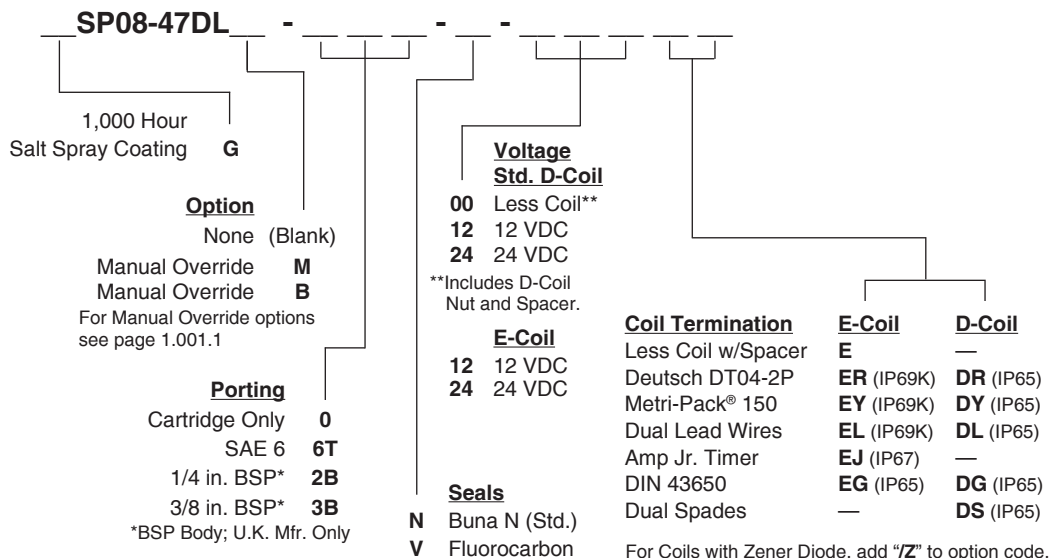 __SP08-47DL__ - __ __ __ - __ - __ __ __ __ __
1,000 Hour
Salt Spray Coating G
Option
None (Blank)
Manual Override M
Manual Override B
For Manual Override options
see page 1.001.1
Porting
Cartridge Only 0
SAE 6 6T
1/4 in. BSP* 2B
3/8 in. BSP* 3B
*BSP Body; U.K. Mfr. Only
Seals
N Buna N (Std.)
V Fluorocarbon
Voltage
Std. D-Coil
00 Less Coil**
12 12 VDC
24 24 VDC
**Includes D-Coil
Nut and Spacer.
E-Coil
12 12 VDC
24 24 VDC
Coil Termination E-Coil D-Coil
Less Coil w/Spacer E —
Deutsch DT04-2P ER (IP69K) DR (IP65)
Metri-Pack® 150 EY (IP69K) DY (IP65)
Dual Lead Wires EL (IP69K) DL (IP65)
Amp Jr. Timer EJ (IP67) —
DIN 43650 EG (IP65) DG (IP65)
Dual Spades — DS (IP65)
For Coils with Zener Diode, add “/Z” to option code.